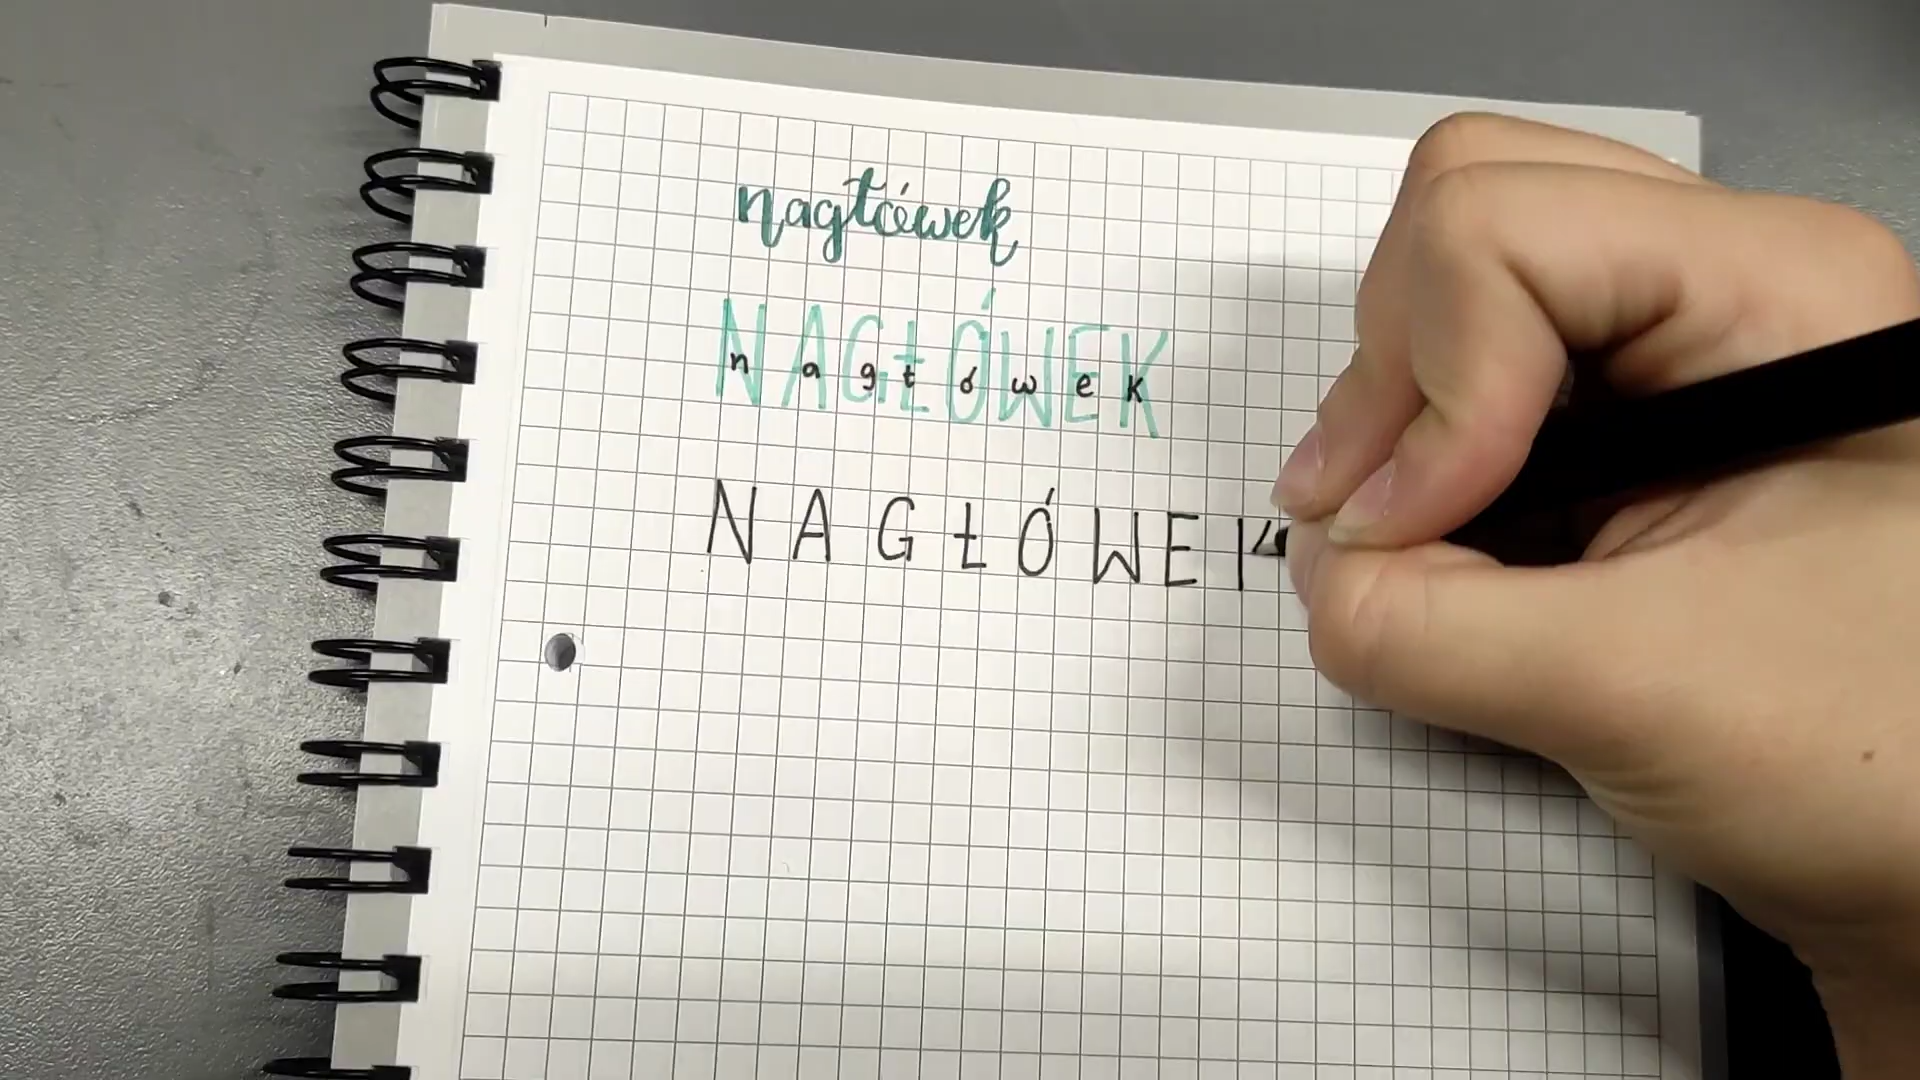 nagłówek
NAGŁÓWEK
n a g ł ó w e k
N A G Ł Ó W E K